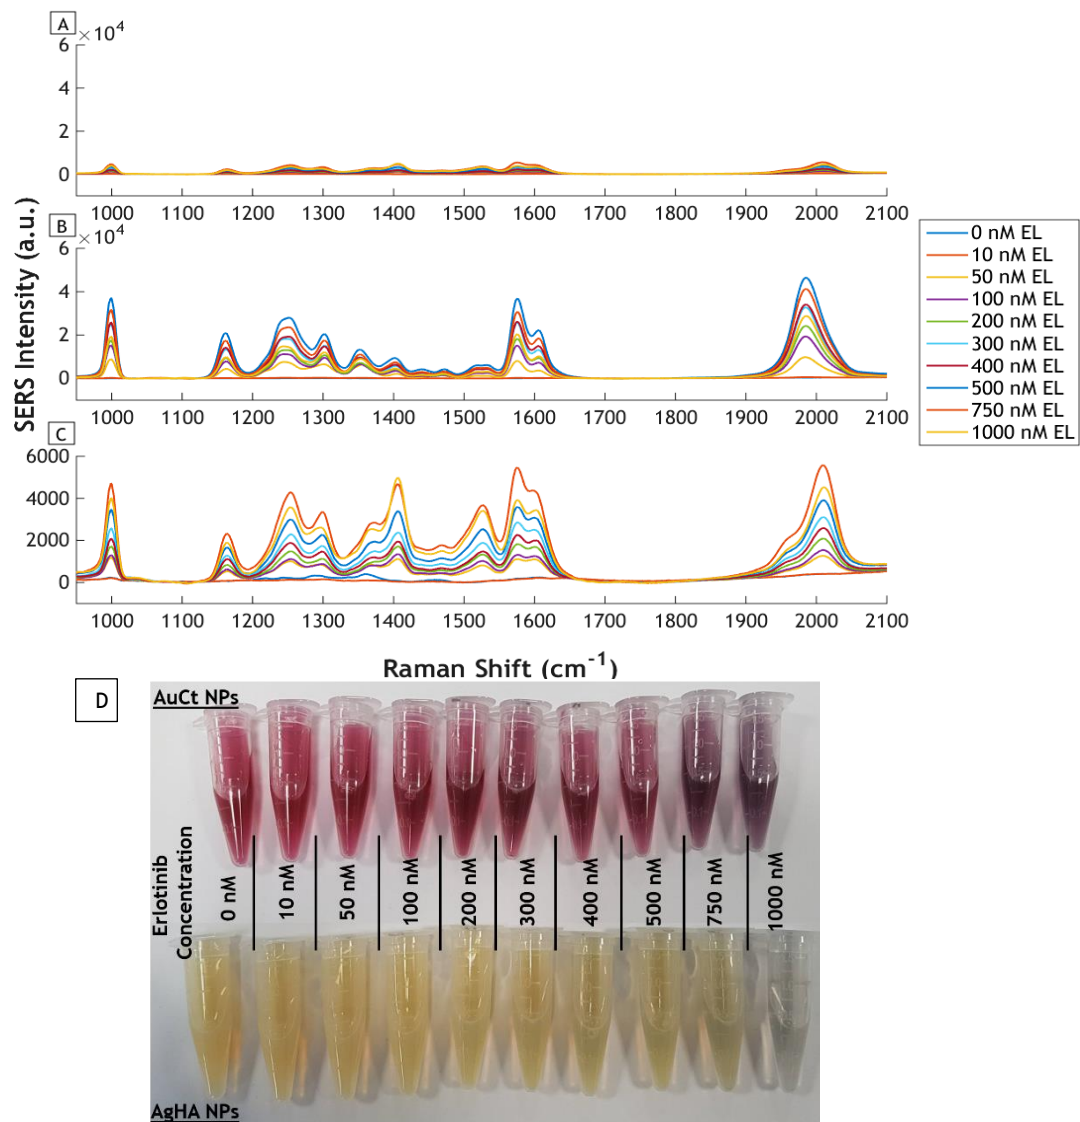 A
×10⁴
6
4
2
0
1000 1100 1200 1300 1400 1500 1600 1700 1800 1900 2000 2100
B
×10⁴
6
4
2
0
1000 1100 1200 1300 1400 1500 1600 1700 1800 1900 2000 2100
C
6000
4000
2000
0
1000 1100 1200 1300 1400 1500 1600 1700 1800 1900 2000 2100
SERS Intensity (a.u.)
Raman Shift (cm⁻¹)
0 nM EL
10 nM EL
50 nM EL
100 nM EL
200 nM EL
300 nM EL
400 nM EL
500 nM EL
750 nM EL
1000 nM EL
D
AuCt NPs
Erlotinib
Concentration
0 nM
10 nM
50 nM
100 nM
200 nM
300 nM
400 nM
500 nM
750 nM
1000 nM
AgHA NPs